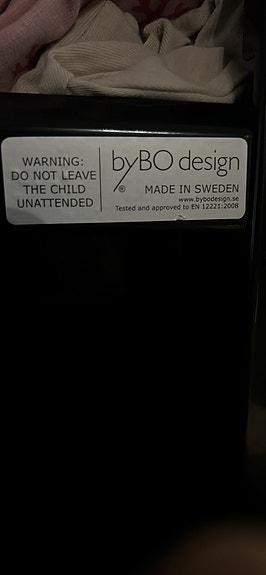 WARNING:
DO NOT LEAVE
THE CHILD
UNATTENDED
byBO design
®
MADE IN SWEDEN
www.bybodesign.se
Tested and approved to EN 12221:2008